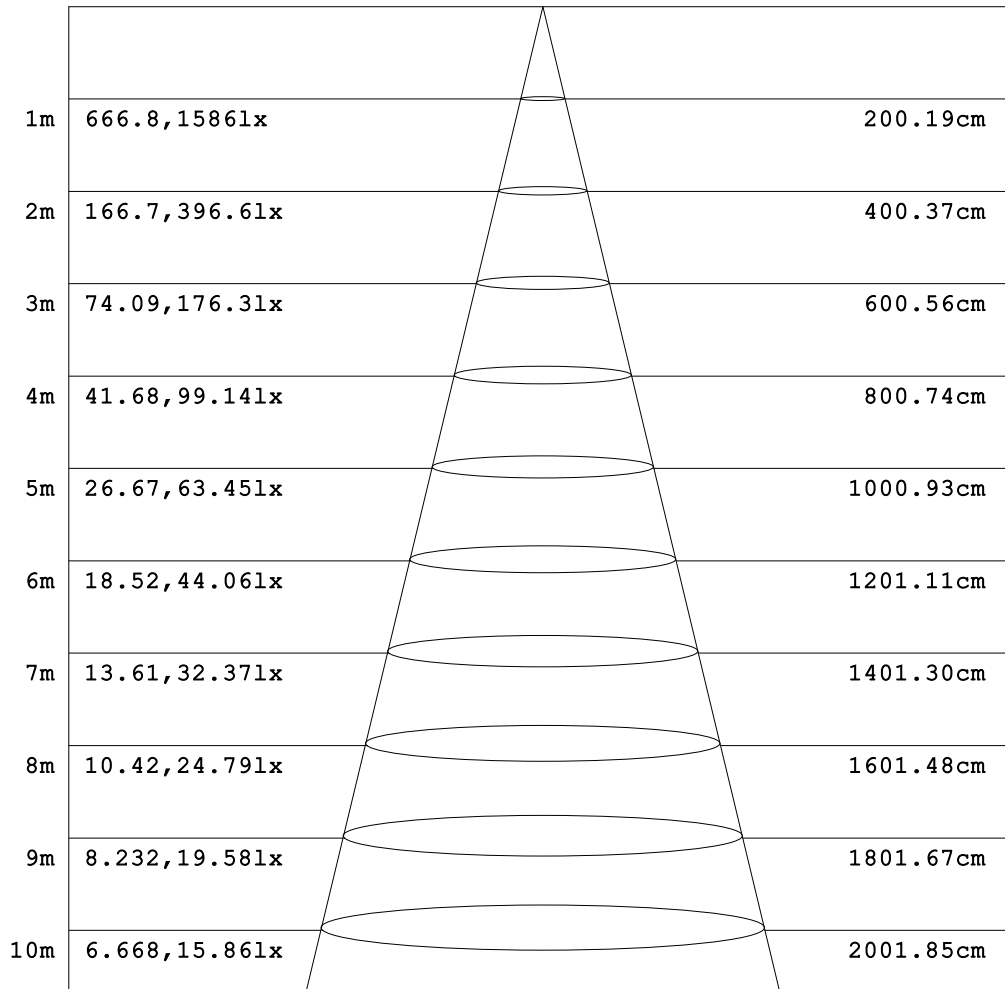 1m 666.8,1586lx 200.19cm
2m 166.7,396.6lx 400.37cm
3m 74.09,176.3lx 600.56cm
4m 41.68,99.14lx 800.74cm
5m 26.67,63.45lx 1000.93cm
6m 18.52,44.06lx 1201.11cm
7m 13.61,32.37lx 1401.30cm
8m 10.42,24.79lx 1601.48cm
9m 8.232,19.58lx 1801.67cm
10m 6.668,15.86lx 2001.85cm